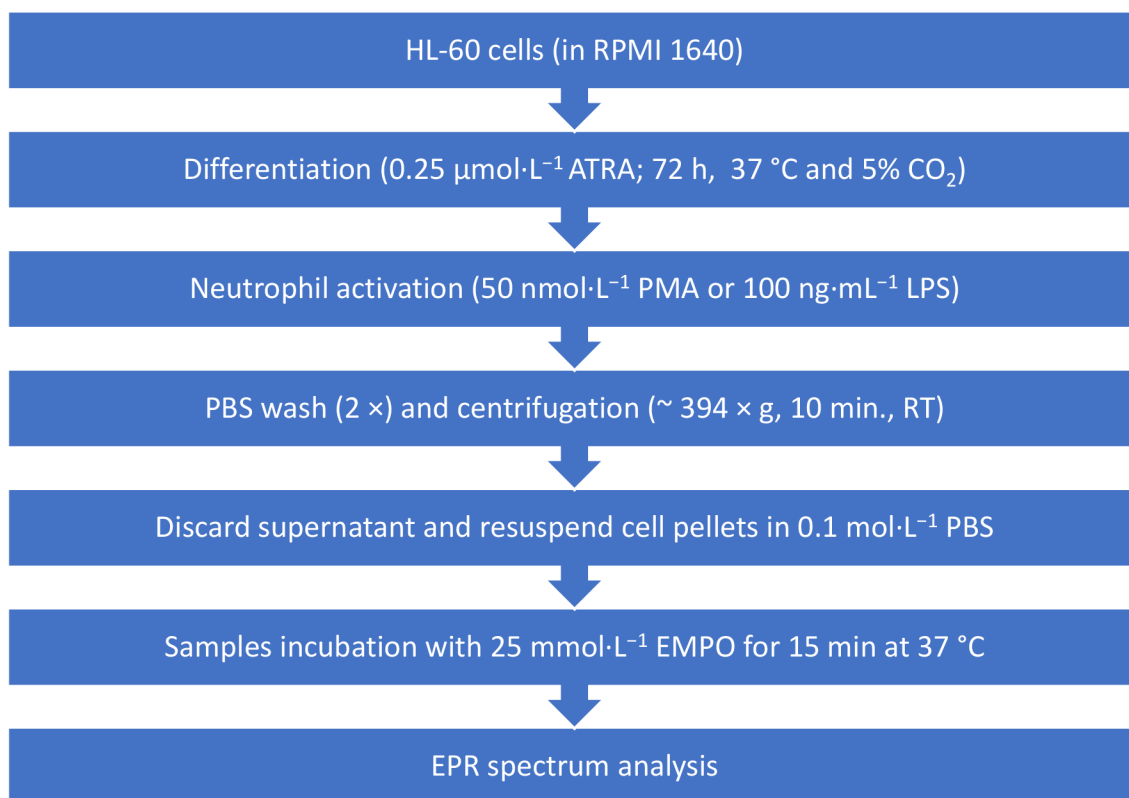 HL-60 cells (in RPMI 1640)
Differentiation (0.25 µmol·L⁻¹ ATRA; 72 h,  37 °C and 5% CO₂)
Neutrophil activation (50 nmol·L⁻¹ PMA or 100 ng·mL⁻¹ LPS)
PBS wash (2 ×) and centrifugation (~ 394 × g, 10 min., RT)
Discard supernatant and resuspend cell pellets in 0.1 mol·L⁻¹ PBS
Samples incubation with 25 mmol·L⁻¹ EMPO for 15 min at 37 °C
EPR spectrum analysis